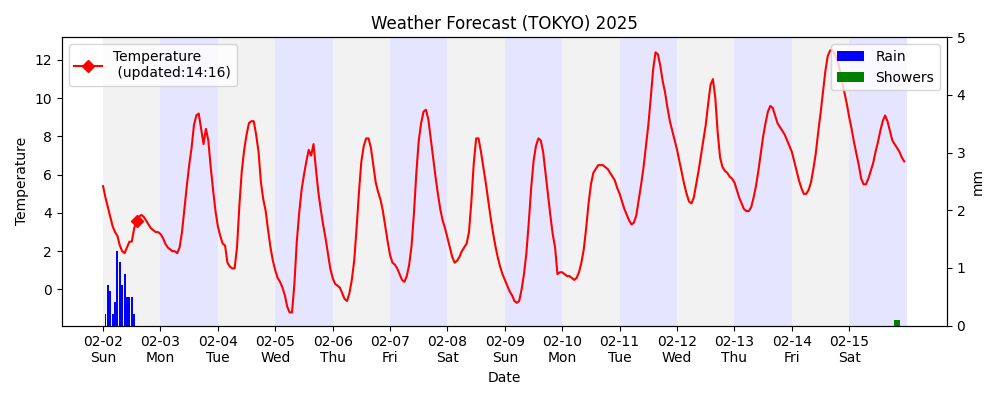 Weather Forecast (TOKYO) 2025
Temperature
(updated:14:16)
Rain
Showers
Temperature
12
10
8
6
4
2
0
5
4
3
2
1
0
mm
02-02 02-03 02-04 02-05 02-06 02-07 02-08 02-09 02-10 02-11 02-12 02-13 02-14 02-15
Sun Mon Tue Wed Thu Fri Sat Sun Mon Tue Wed Thu Fri Sat
Date